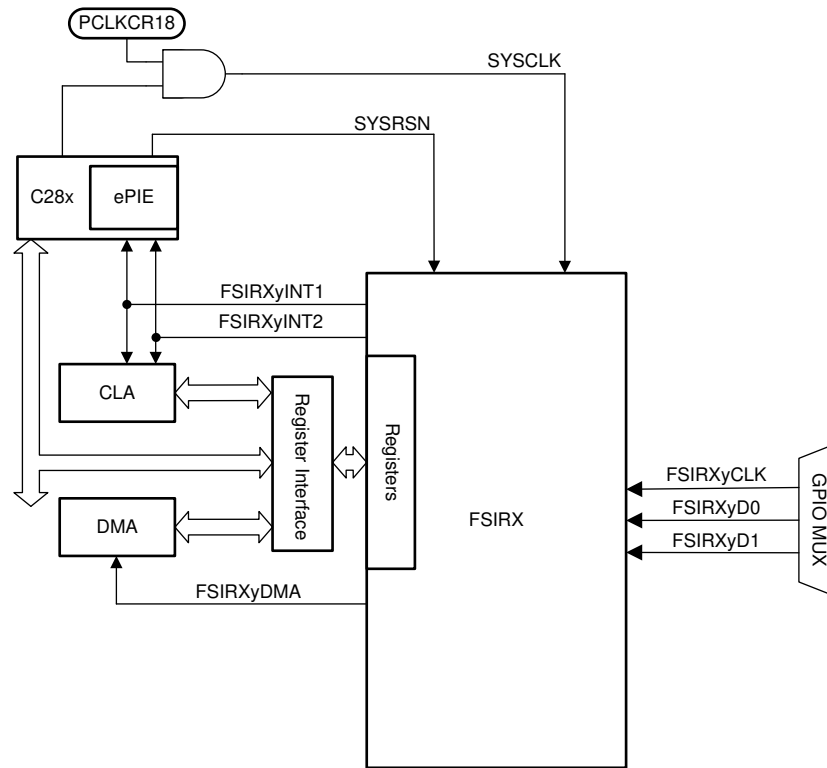 PCLKCR18
SYSCLK
SYSRSN
C28x
ePIE
FSIRXyINT1
FSIRXyINT2
CLA
Register Interface
Registers
FSIRX
FSIRXyCLK
FSIRXyD0
FSIRXyD1
GPIO MUX
DMA
FSIRXyDMA